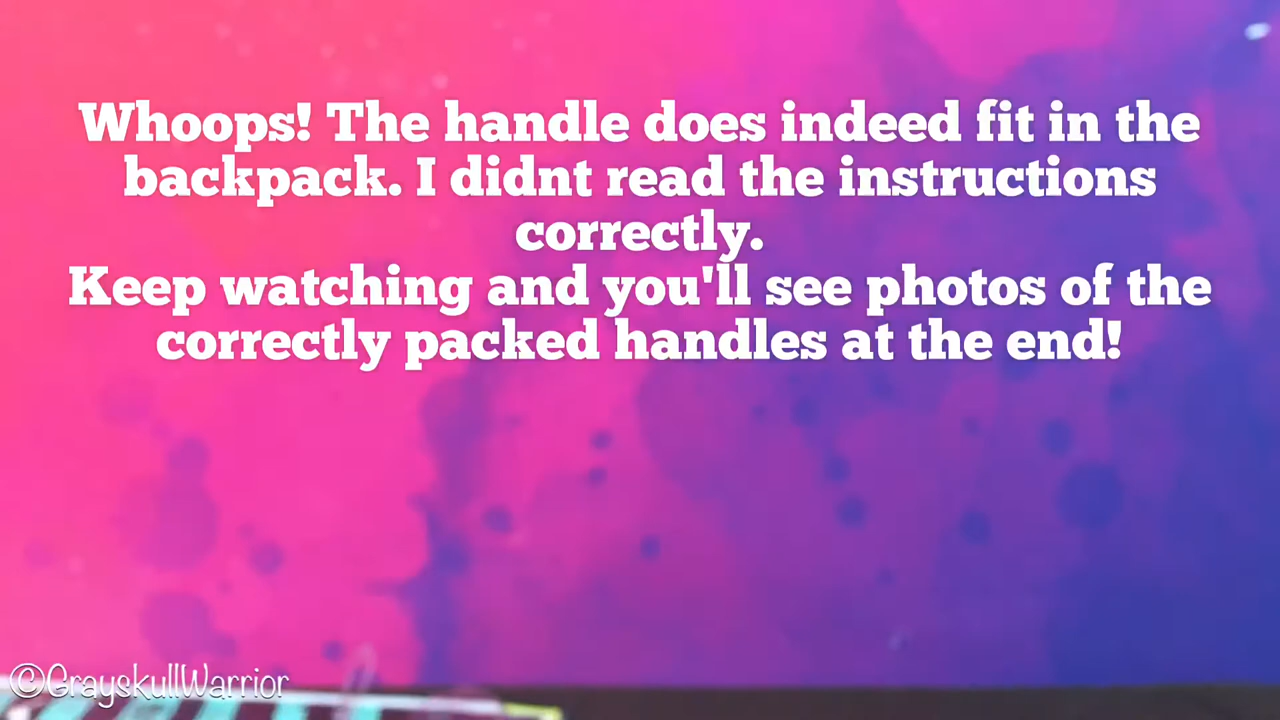 Whoops! The handle does indeed fit in the
backpack. I didnt read the instructions
correctly.
Keep watching and you'll see photos of the
correctly packed handles at the end!
©GrayskullWarrior